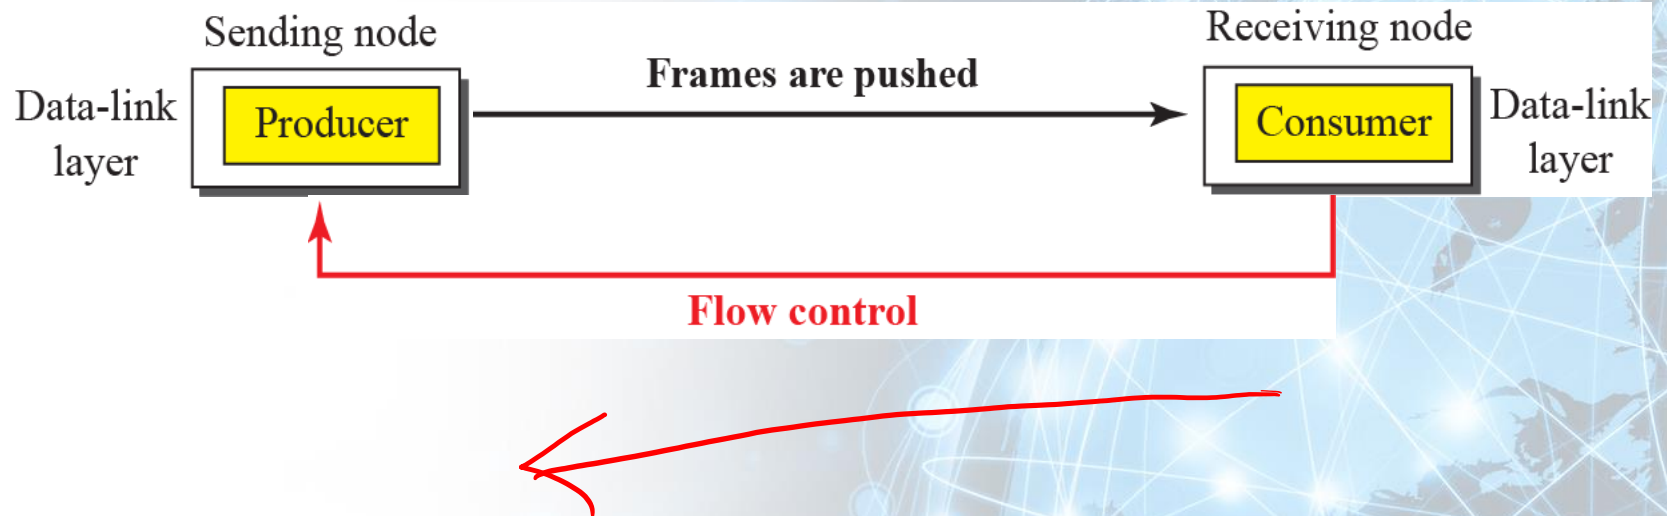 Sending node
Receiving node
Data-link
layer
Producer
Frames are pushed
Consumer
Data-link
layer
Flow control